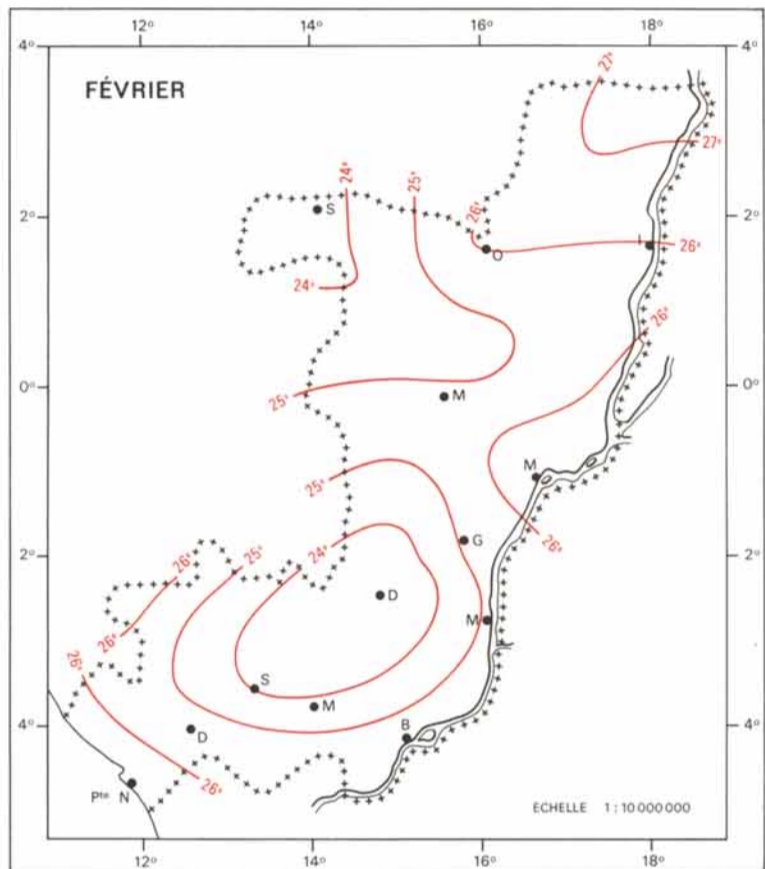 12° 14° 16° 18°
4° 4°
FÉVRIER
27°
27°
24° 25°
2° S 26° 2°
O I 26°
24°
26°
0° 25° M 0°
25° M
26°
G
2° 26° 25° 24° 2°
D
M
26° 26° S
M
4° D B 4°
26°
Pte N
ECHELLE 1 : 10 000 000
12° 14° 16° 18°